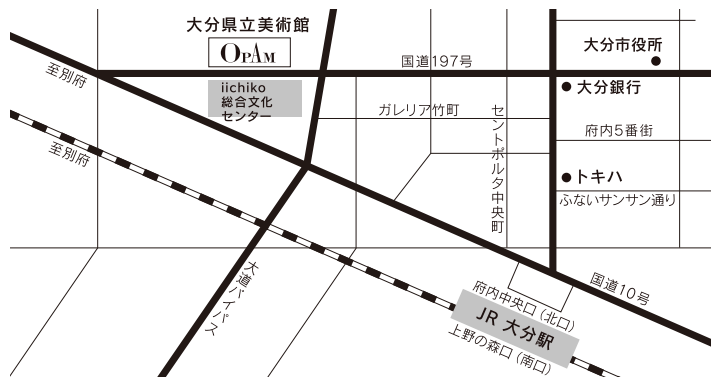 大分県立美術館
OPAM
国道197号
大分市役所
至別府
iichiko
総合文化
センター
大分銀行
ガレリア竹町
セントポルタ中央町
府内5番街
至別府
トキハ
ふないサンサン通り
大道バイパス
国道10号
府内中央口(北口)
JR 大分駅
上野の森口(南口)